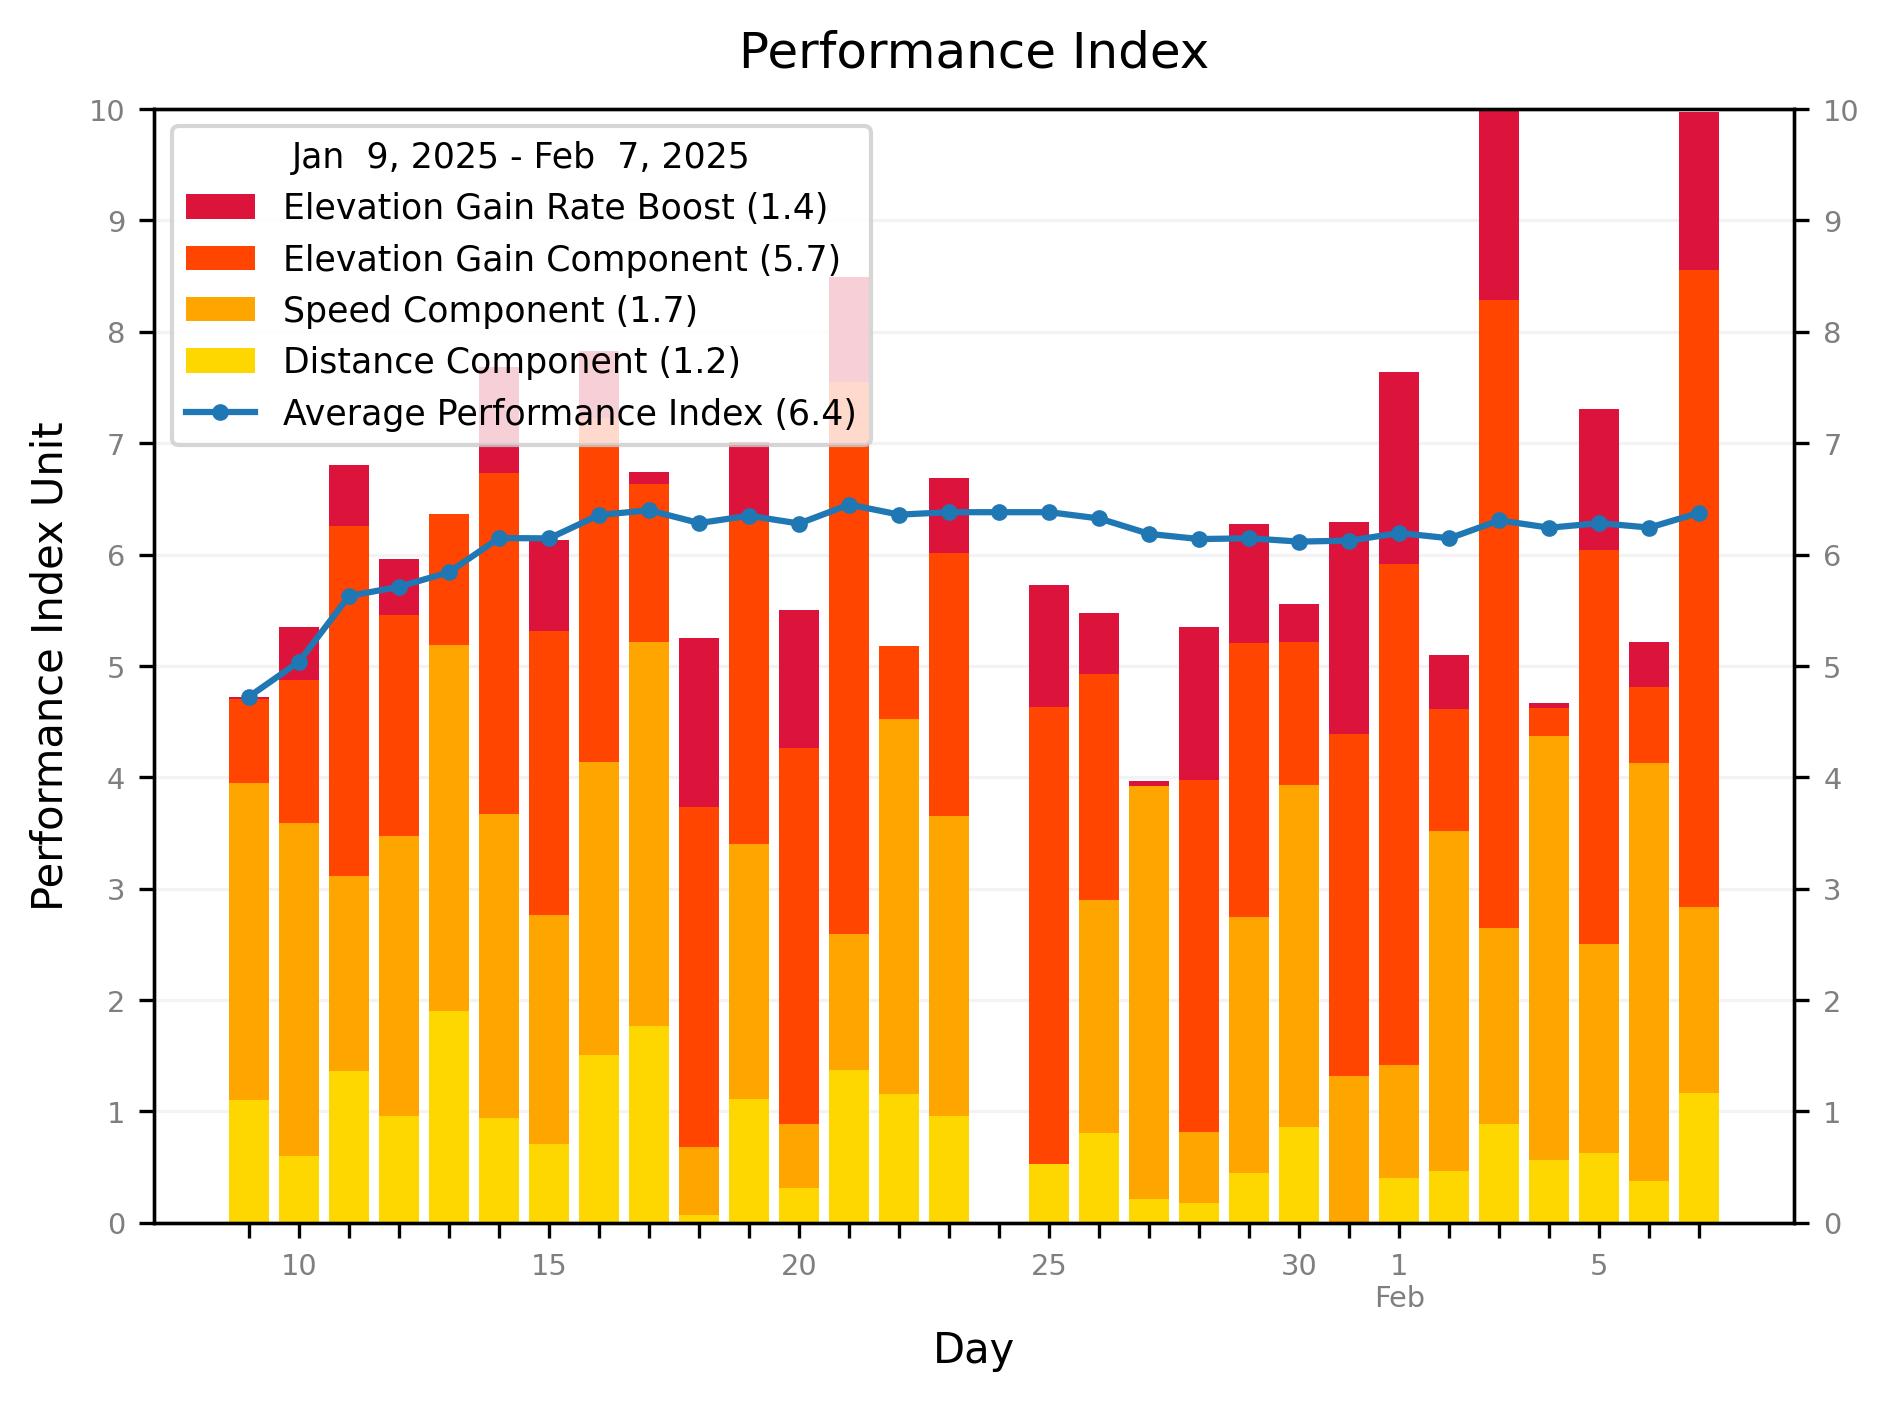 Performance Index
Jan 9, 2025 - Feb 7, 2025
Elevation Gain Rate Boost (1.4)
Elevation Gain Component (5.7)
Speed Component (1.7)
Distance Component (1.2)
Average Performance Index (6.4)
Performance Index Unit
10
9
8
7
6
5
4
3
2
1
0
10
9
8
7
6
5
4
3
2
1
0
10 15 20 25 30 1 5
Feb
Day